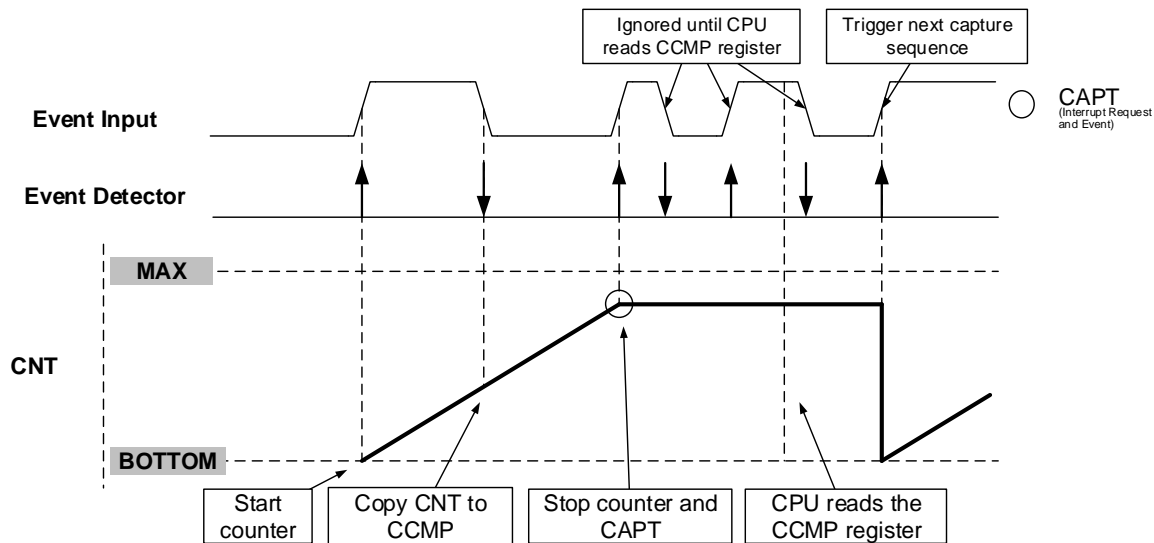 Ignored until CPU
reads CCMP register
Trigger next capture
sequence
Event Input
CAPT
(Interrupt Request
and Event)
Event Detector
MAX
CNT
BOTTOM
Start
counter
Copy CNT to
CCMP
Stop counter and
CAPT
CPU reads the
CCMP register